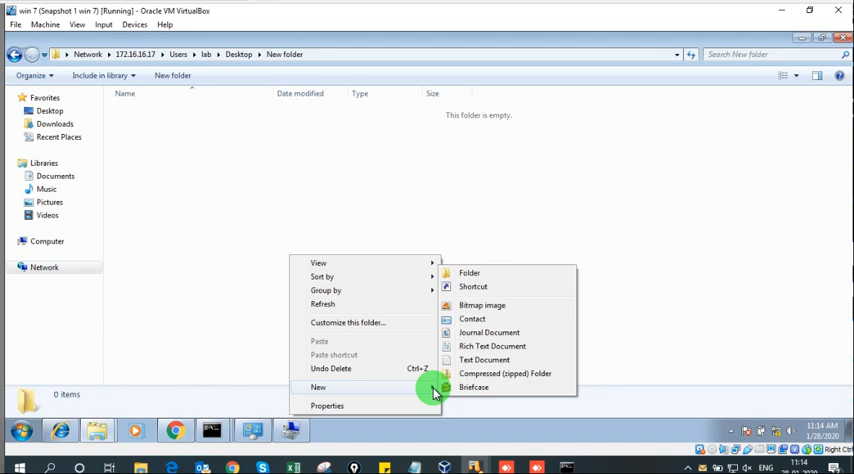 win 7 (Snapshot 1 win 7) [Running] - Oracle VM VirtualBox
File Machine View Input Devices Help
Network 172.16.16.17 Users lab Desktop New folder
Search New folder
Organize Include in library New folder
Name Date modified Type Size
This folder is empty.
Favorites
Desktop
Downloads
Recent Places
Libraries
Documents
Music
Pictures
Videos
Computer
Network
View
Sort by
Group by
Refresh
Customize this folder...
Paste
Paste shortcut
Undo Delete Ctrl+Z
New
Properties
Folder
Shortcut
Bitmap image
Contact
Journal Document
Rich Text Document
Text Document
Compressed (zipped) Folder
Briefcase
0 items
11:14 AM
1/28/2020
Right Ctrl
ENG
11:14
28-01-2020